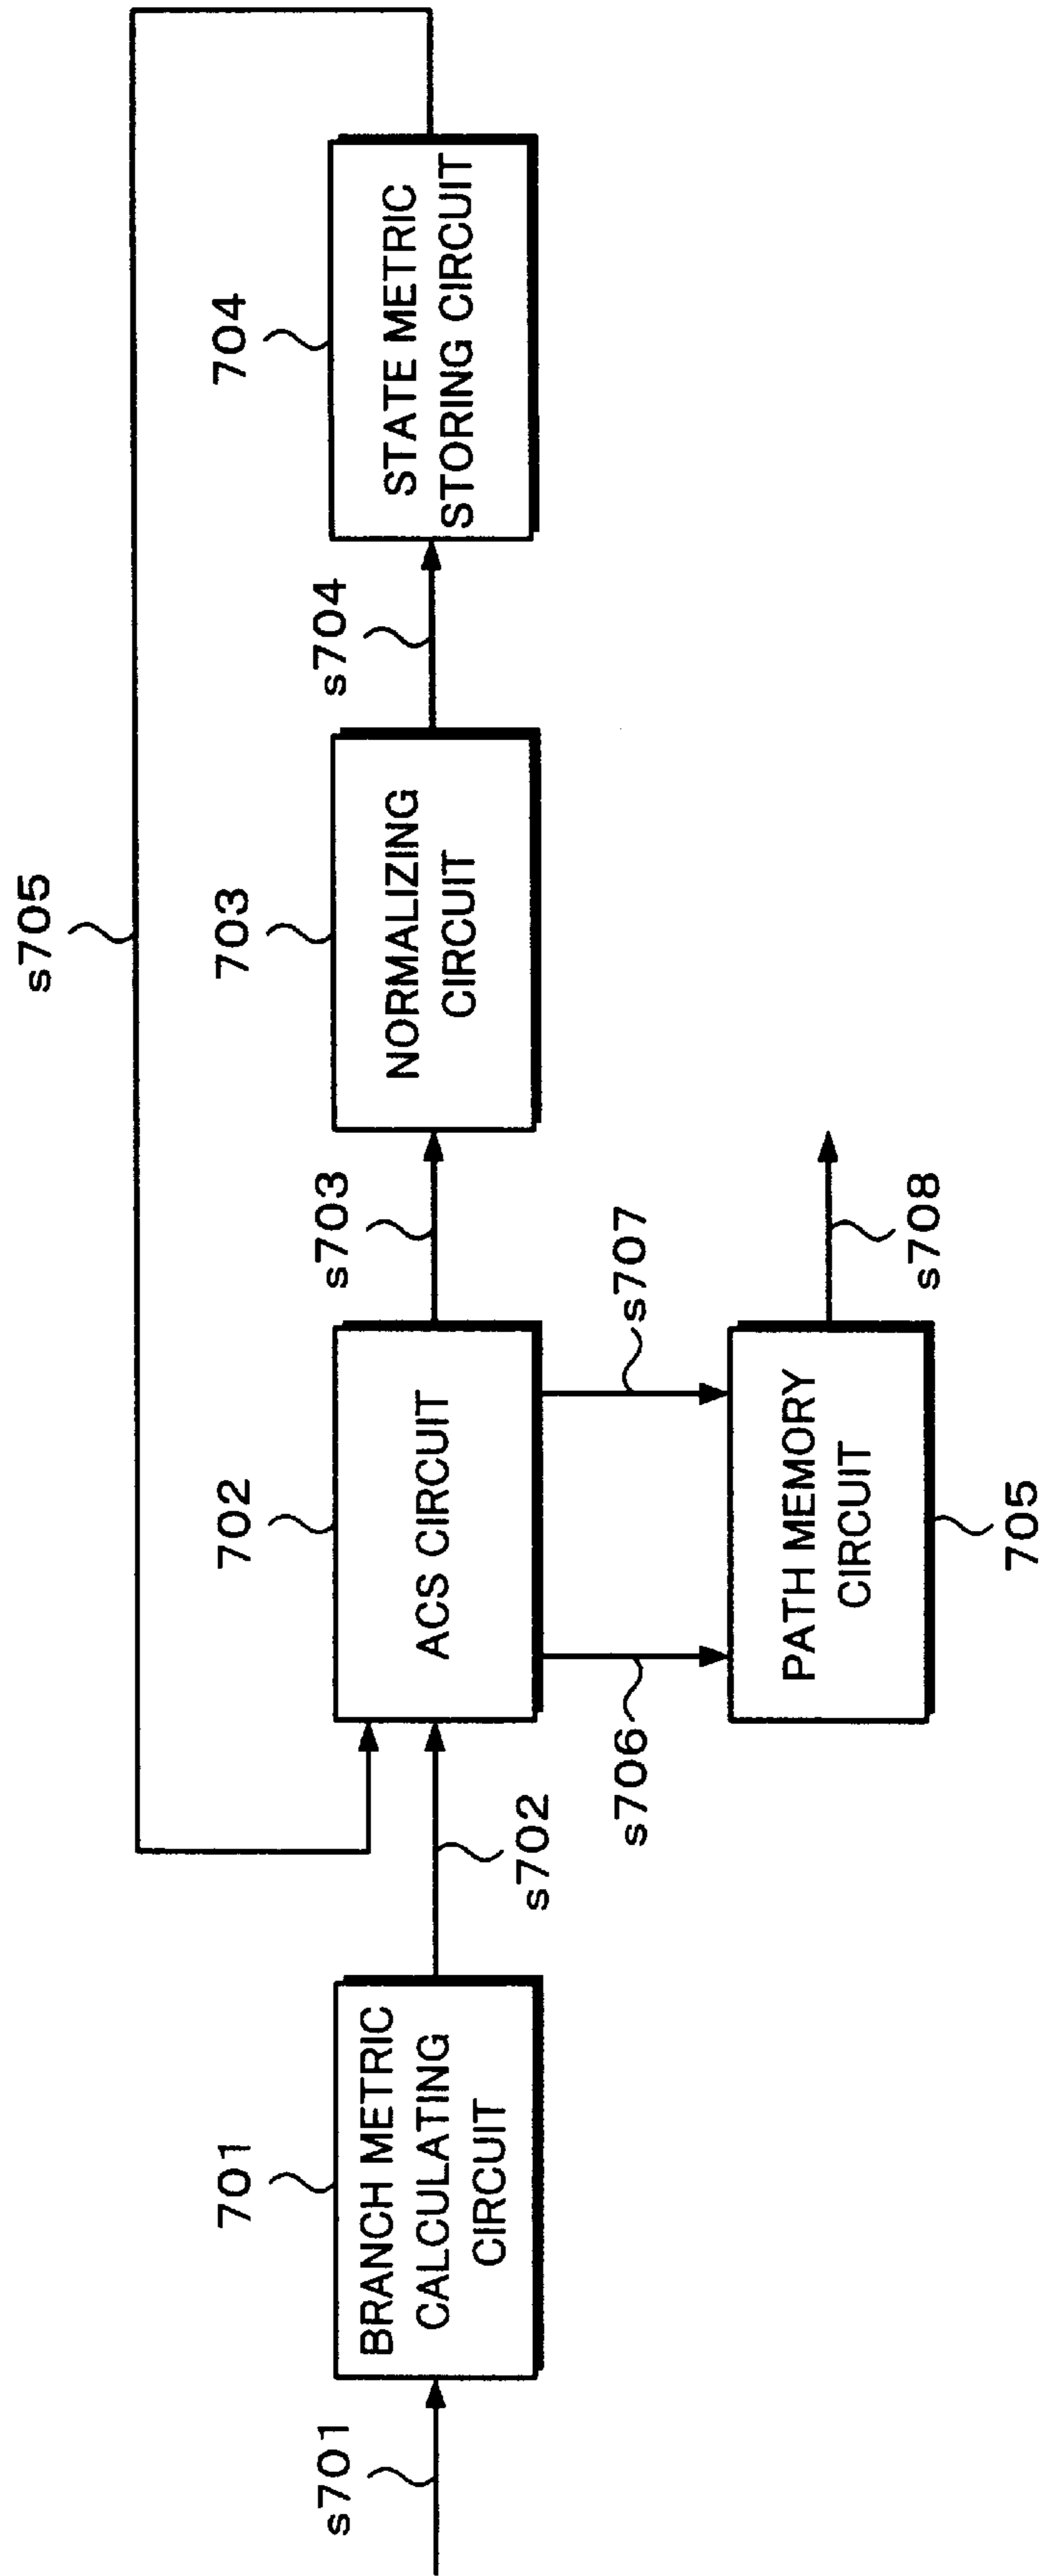 s705
701
702
703
704
BRANCH METRIC
CALCULATING
CIRCUIT
ACS CIRCUIT
NORMALIZING
CIRCUIT
STATE METRIC
STORING CIRCUIT
s701
s702
s703
s704
s706
s707
PATH MEMORY
CIRCUIT
s708
705